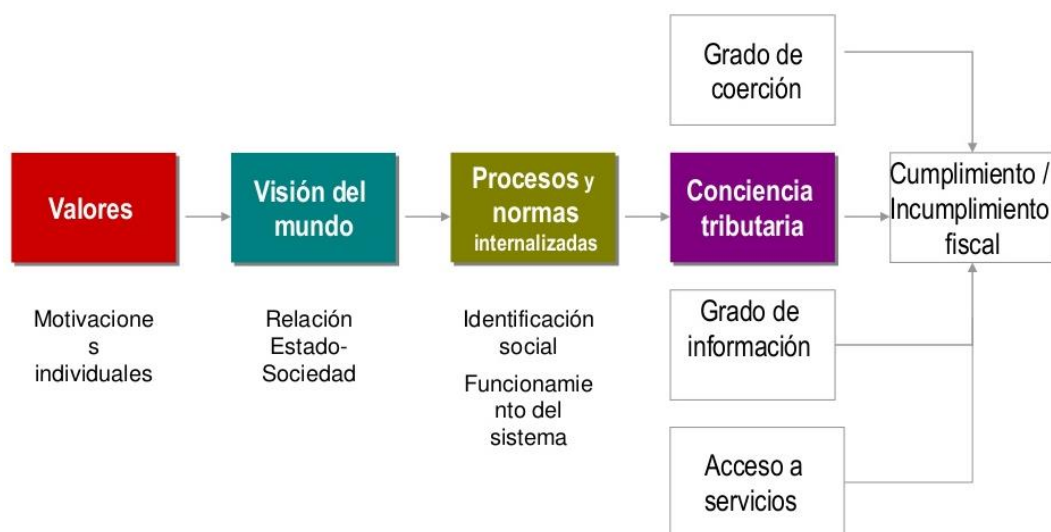 Grado de
coerción
Valores
Visión del
mundo
Procesos y
normas
internalizadas
Conciencia
tributaria
Cumplimiento /
Incumplimiento
fiscal
Motivacione
s
individuales
Relación
Estado-
Sociedad
Identificación
social
Funcionamie
nto del
sistema
Grado de
información
Acceso a
servicios